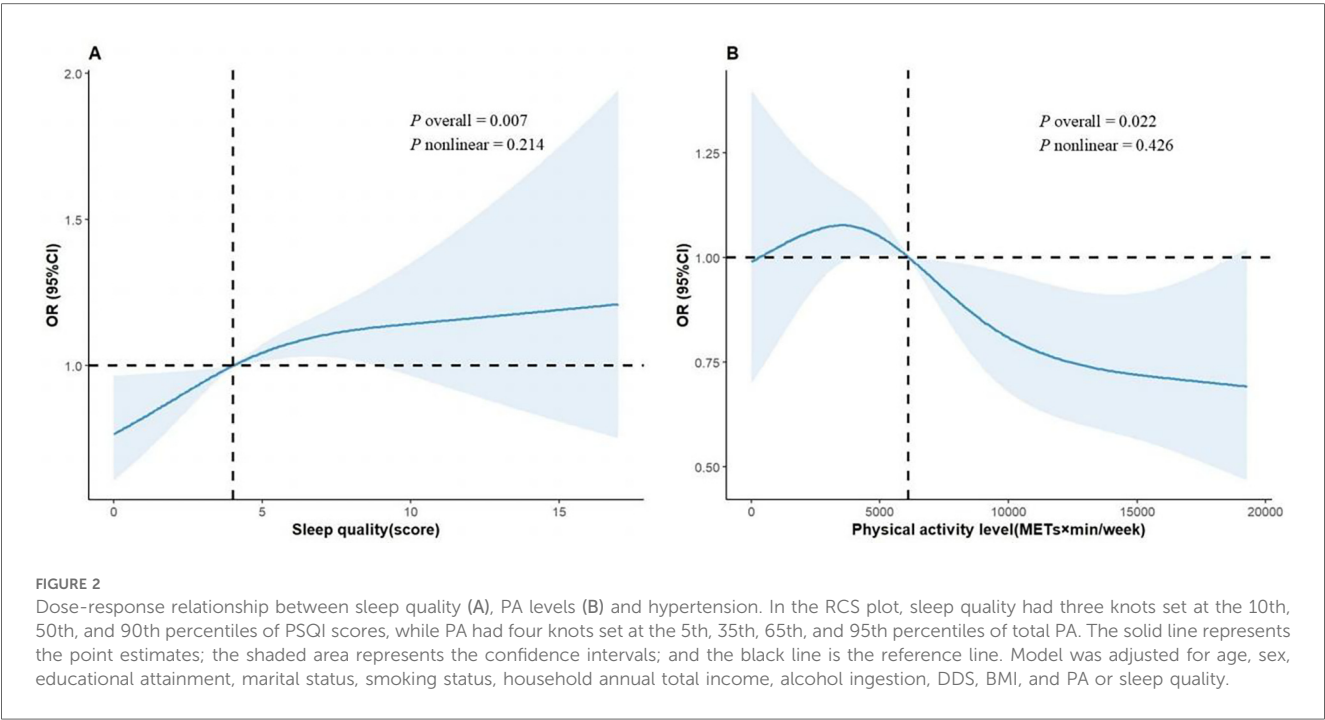 A
2.0
1.5
1.0
OR (95%CI)
P overall = 0.007
P nonlinear = 0.214
0 5 10 15
Sleep quality(score)
B
1.25
1.00
0.75
0.50
OR (95%CI)
P overall = 0.022
P nonlinear = 0.426
0 5000 10000 15000 20000
Physical activity level(METs×min/week)
FIGURE 2
Dose-response relationship between sleep quality (A), PA levels (B) and hypertension. In the RCS plot, sleep quality had three knots set at the 10th,
50th, and 90th percentiles of PSQI scores, while PA had four knots set at the 5th, 35th, 65th, and 95th percentiles of total PA. The solid line represents
the point estimates; the shaded area represents the confidence intervals; and the black line is the reference line. Model was adjusted for age, sex,
educational attainment, marital status, smoking status, household annual total income, alcohol ingestion, DDS, BMI, and PA or sleep quality.